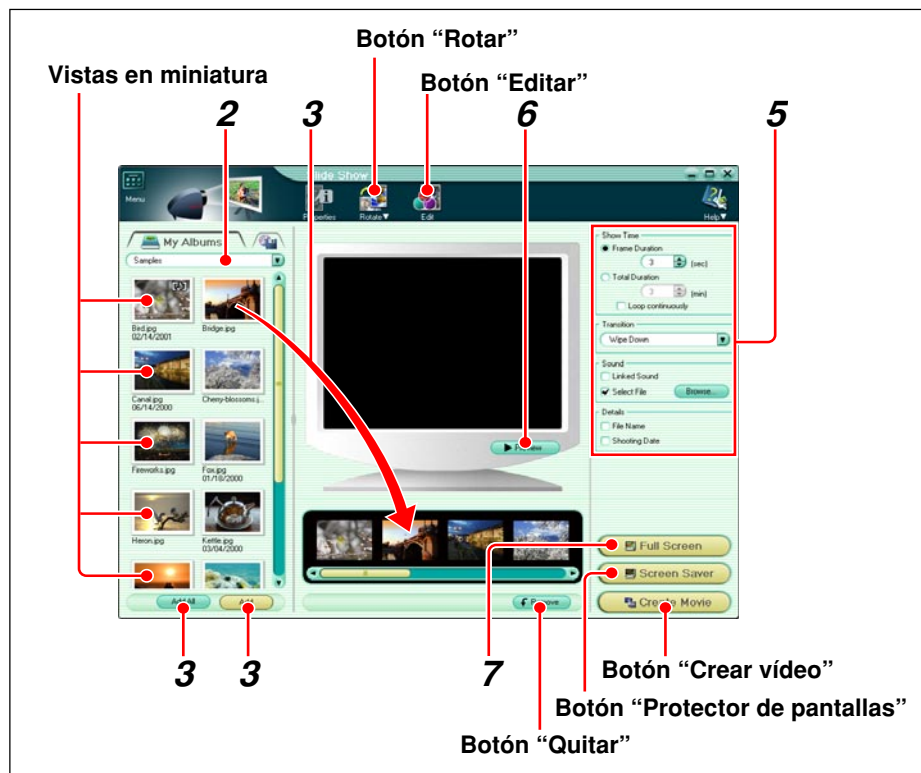 Botón “Rotar”
Vistas en miniatura
Botón “Editar”
2
3
6
5
Slide Show
Menu
Properties
Rotate▼
Edit
Help▼
My Albums
Samples
Bird.jpg
02/14/2001
Bridge.jpg
Canal.jpg
06/14/2000
Cherry-blossoms.j...
Fireworks.jpg
Fox.jpg
01/18/2000
Heron.jpg
Kettle.jpg
03/04/2000
Add All
Add
Preview
Remove
Show Time
Frame Duration
3 (sec)
Total Duration
3 (min)
Loop continuously
Transition
Wipe Down
Sound
Linked Sound
Select File
Browse...
Details
File Name
Shooting Date
Full Screen
Screen Saver
Create Movie
3
3
7
Botón “Crear vídeo”
Botón “Protector de pantallas”
Botón “Quitar”